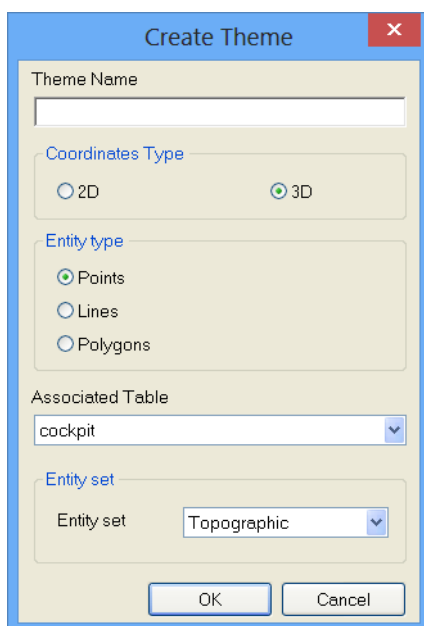 Create Theme
Theme Name
Coordinates Type
2D 3D
Entity type
Points
Lines
Polygons
Associated Table
cockpit
Entity set
Entity set Topographic
OK Cancel